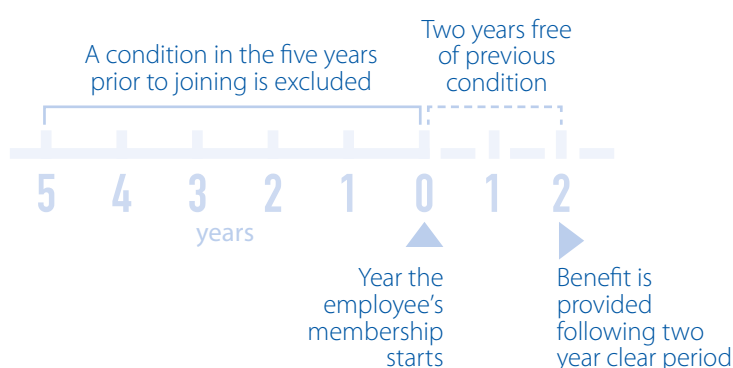 A condition in the five years
prior to joining is excluded
Two years free
of previous
condition
5 4 3 2 1 0 1 2
years
Year the
employee’s
membership
starts
Benefit is
provided
following two
year clear period